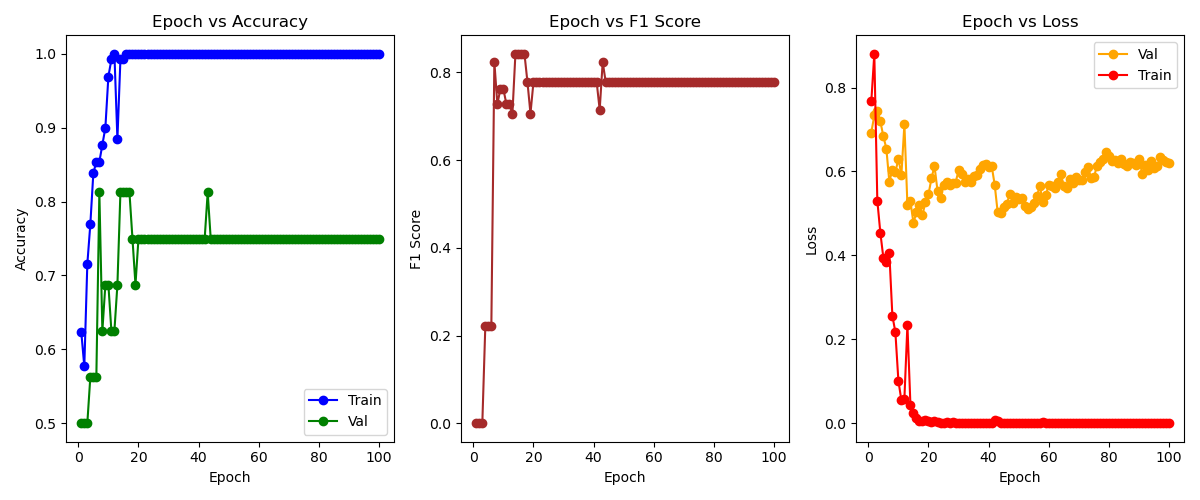 Epoch vs Accuracy
1.0
0.9
0.8
0.7
0.6
0.5
Accuracy
0 20 40 60 80 100
Epoch
Train
Val
Epoch vs F1 Score
0.8
0.6
0.4
0.2
0.0
F1 Score
0 20 40 60 80 100
Epoch
Epoch vs Loss
0.8
0.6
0.4
0.2
0.0
Loss
0 20 40 60 80 100
Epoch
Val
Train